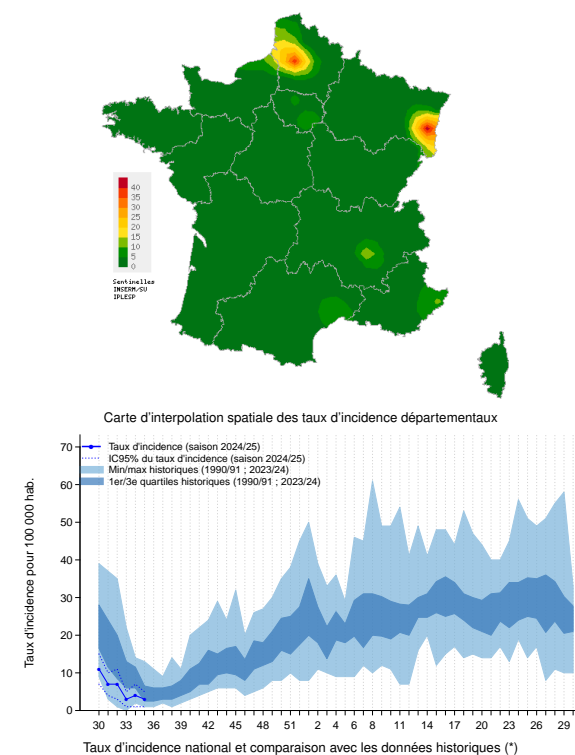 40
35
30
25
20
15
10
5
0
Sentinelles
INSERM/SU
IPLESP
Carte d'interpolation spatiale des taux d'incidence départementaux
Taux d'incidence pour 100 000 hab.
70
60
50
40
30
20
10
0
Taux d'incidence (saison 2024/25)
IC95% du taux d'incidence (saison 2024/25)
Min/max historiques (1990/91 ; 2023/24)
1er/3e quartiles historiques (1990/91 ; 2023/24)
30 33 36 39 42 45 48 51 2 4 6 8 11 14 17 20 23 26 29
Taux d'incidence national et comparaison avec les données historiques (*)